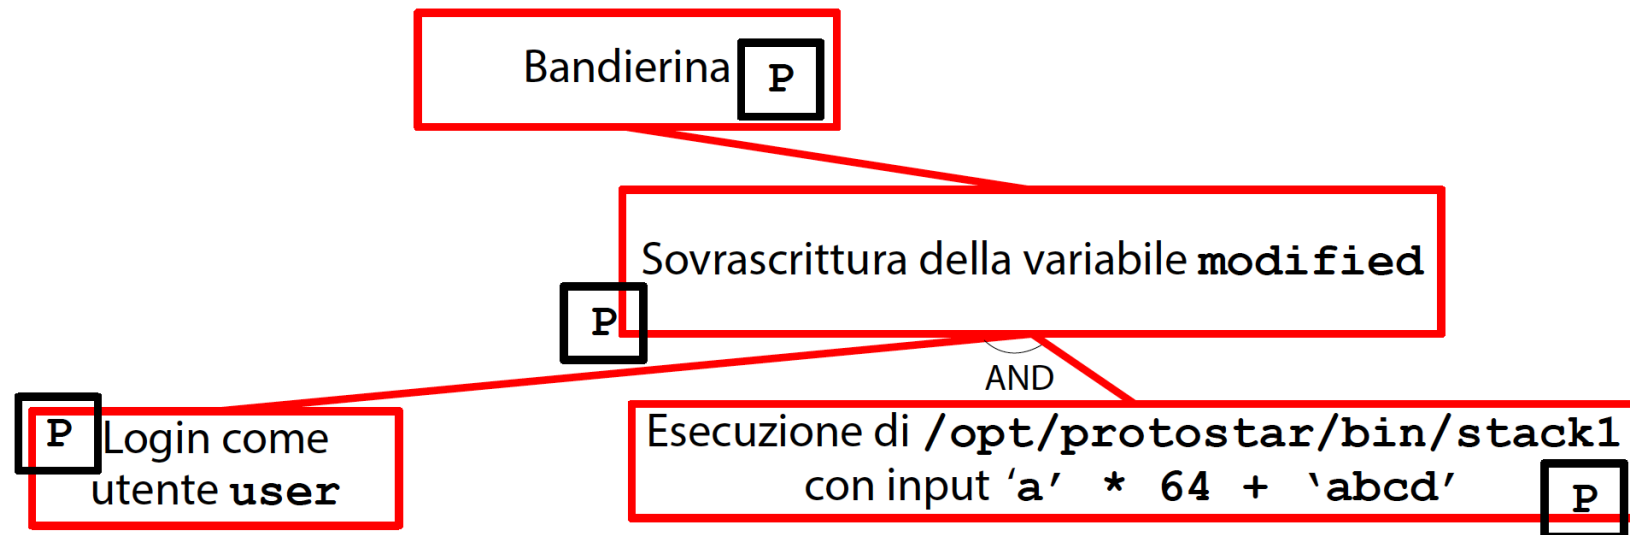 Bandierina
P
Sovrascrittura della variabile modified
P
AND
P
Login come
utente user
Esecuzione di /opt/protostar/bin/stack1
con input ‘a’ * 64 + ‘abcd’
P